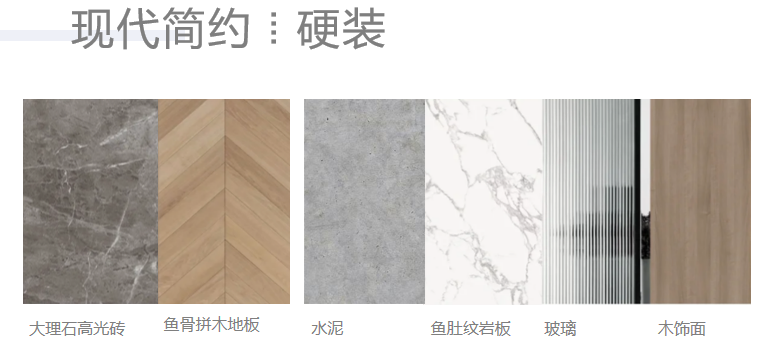 现代简约⋮硬装
大理石高光砖
鱼骨拼木地板
水泥
鱼肚纹岩板
玻璃
木饰面